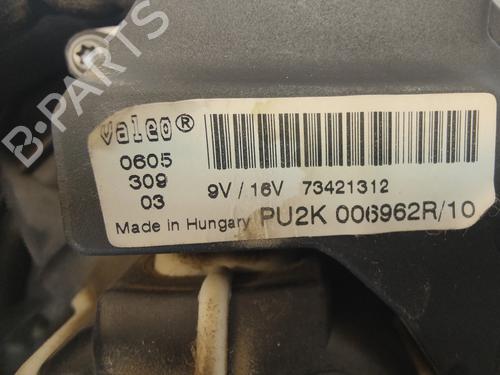 valeo®
0605
309
03
9V / 16V 73421312
Made in Hungary PU2K 006962R/10
B-PARTS